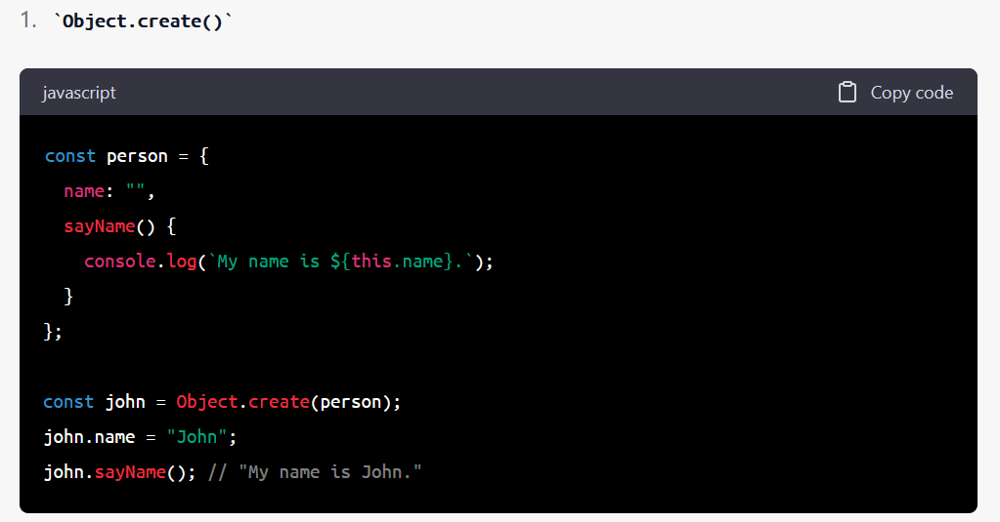 1. `Object.create()`
javascript Copy code
const person = {
  name: "",
  sayName() {
    console.log(`My name is ${this.name}.`);
  }
};
const john = Object.create(person);
john.name = "John";
john.sayName(); // "My name is John."